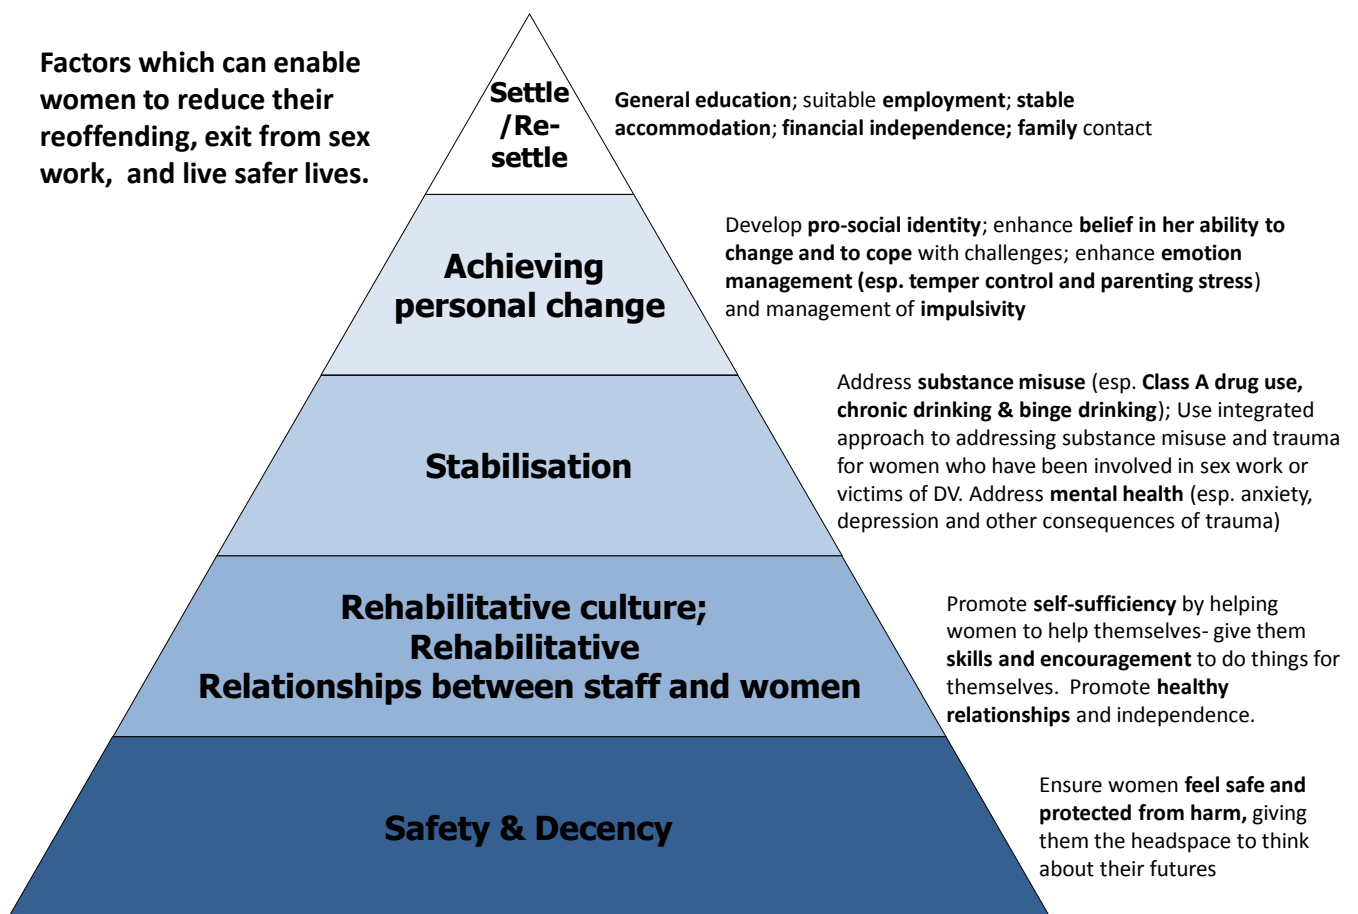 Factors which can enable
women to reduce their
reoffending, exit from sex
work, and live safer lives.
Settle
/Re-
settle
General education; suitable employment; stable
accommodation; financial independence; family contact
Achieving
personal change
Develop pro-social identity; enhance belief in her ability to
change and to cope with challenges; enhance emotion
management (esp. temper control and parenting stress)
and management of impulsivity
Stabilisation
Address substance misuse (esp. Class A drug use,
chronic drinking & binge drinking); Use integrated
approach to addressing substance misuse and trauma
for women who have been involved in sex work or
victims of DV. Address mental health (esp. anxiety,
depression and other consequences of trauma)
Rehabilitative culture;
Rehabilitative
Relationships between staff and women
Promote self-sufficiency by helping
women to help themselves- give them
skills and encouragement to do things for
themselves. Promote healthy
relationships and independence.
Safety & Decency
Ensure women feel safe and
protected from harm, giving
them the headspace to think
about their futures